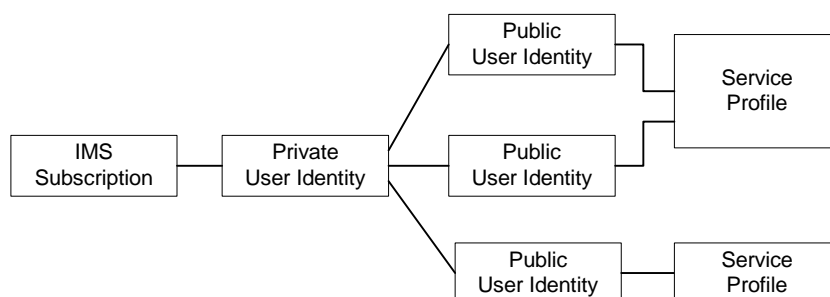 Public
User Identity
Service
Profile
IMS
Subscription
Private
User Identity
Public
User Identity
Public
User Identity
Service
Profile